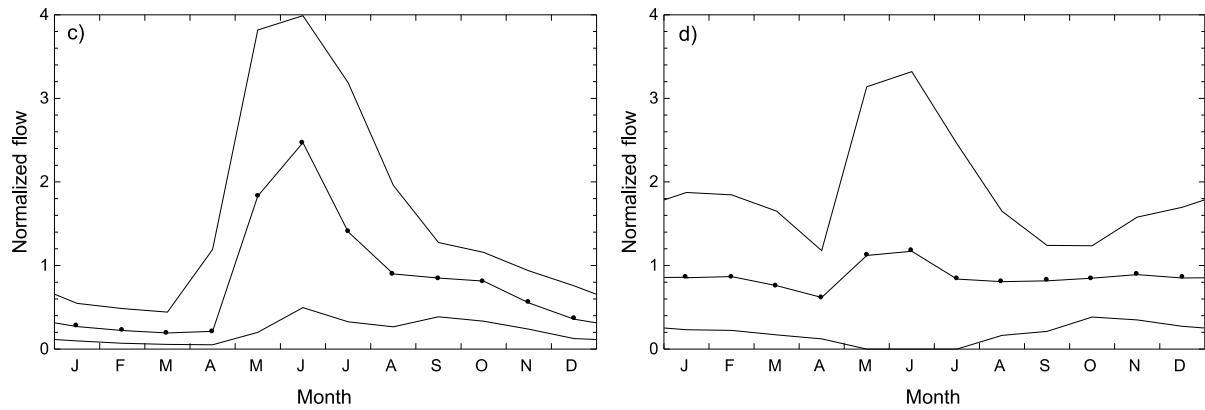 c)
4
3
2
1
0
Normalized flow
J F M A M J J A S O N D
Month
d)
4
3
2
1
0
Normalized flow
J F M A M J J A S O N D
Month